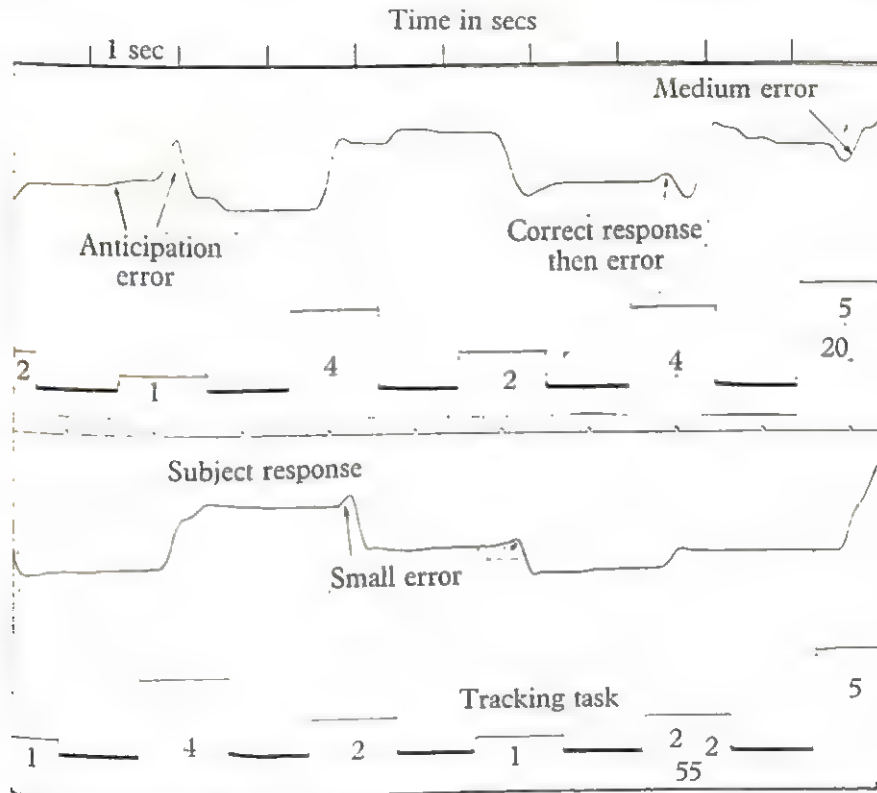 Time in secs
1 sec
Medium error
Anticipation
error
Correct response
then error
5
2
1
4
2
4
20
Subject response
Small error
Tracking task
5
1
4
2
1
2 2
55